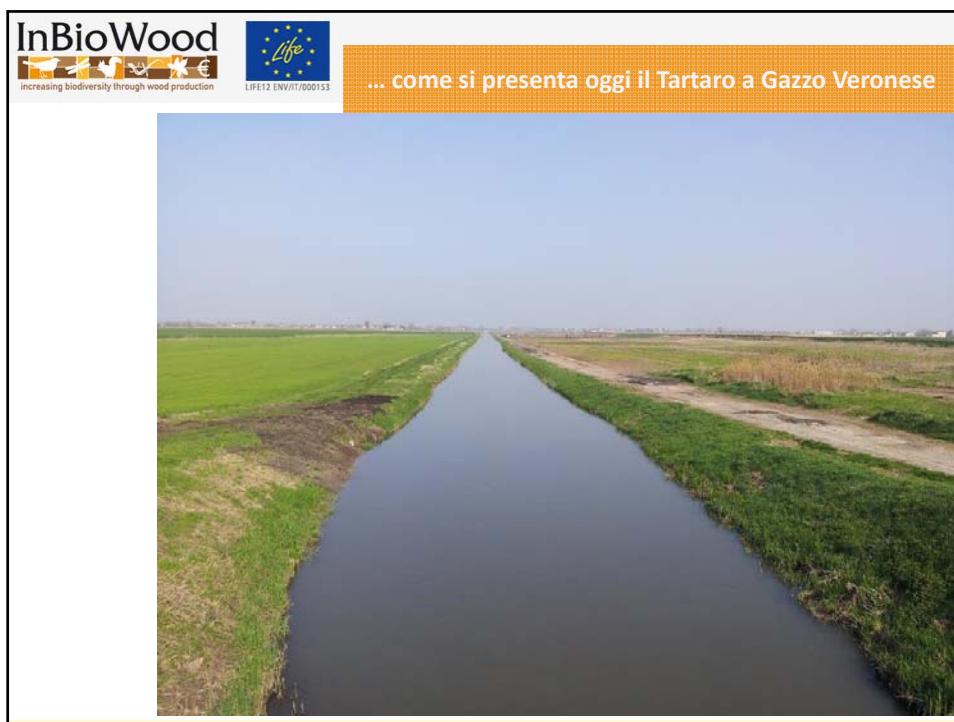 InBioWood
€
increasing biodiversity through wood production
Life
LIFE12 ENV/IT/000153
... come si presenta oggi il Tartaro a Gazzo Veronese